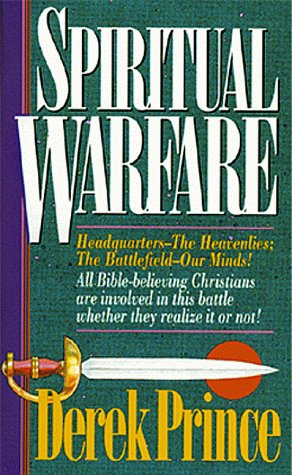 SPIRITUAL
WARFARE
Headquarters–The Heavenlies;
The Battlefield–Our Minds!
All Bible-believing Christians
are involved in this battle
whether they realize it or not!
Derek Prince